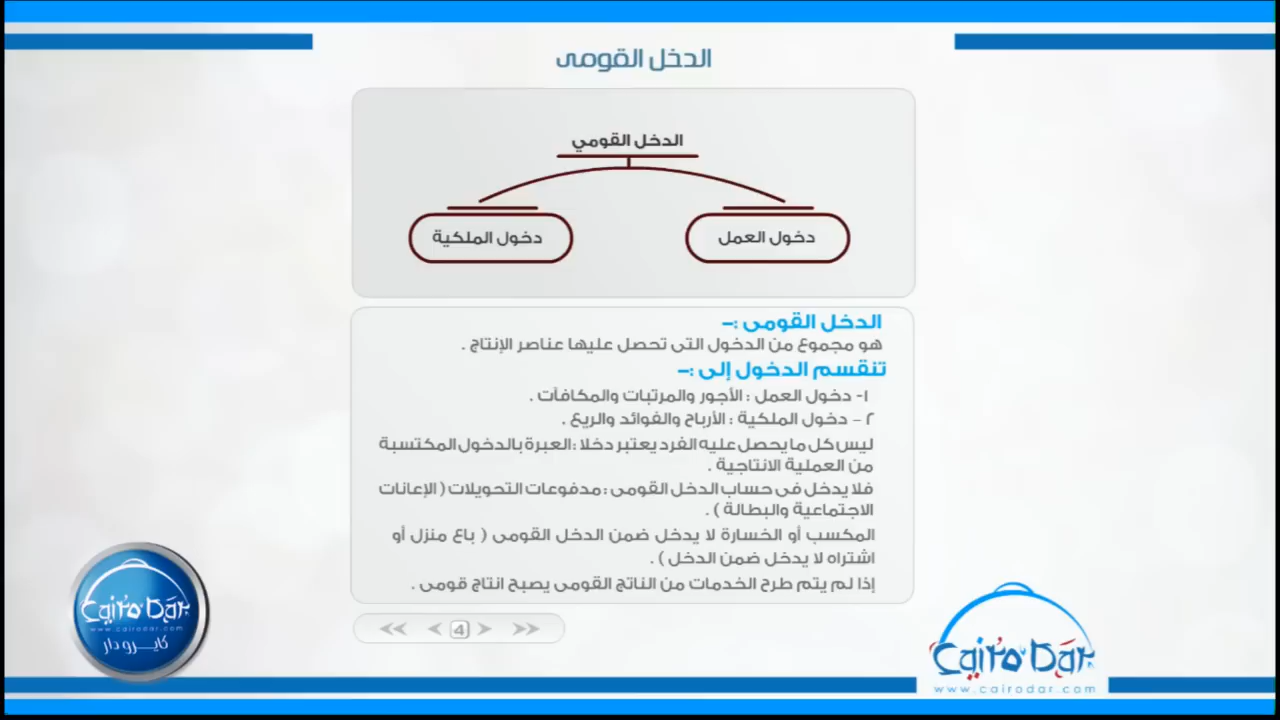 الدخل القومى
الدخل القومي
دخول العمل
دخول الملكية
الدخل القومى :-
هو مجموع من الدخول التى تحصل عليها عناصر الإنتاج .
تنقسم الدخول إلى :-
١- دخول العمل : الأجور والمرتبات والمكافآت .
٢ - دخول الملكية : الأرباح والفوائد والريع .
ليس كل ما يحصل عليه الفرد يعتبر دخلا : العبرة بالدخول المكتسبة
من العملية الانتاجية .
فلا يدخل فى حساب الدخل القومى : مدفوعات التحويلات ( الإعانات
الاجتماعية والبطالة ) .
المكسب أو الخسارة لا يدخل ضمن الدخل القومى ( باع منزل أو
اشتراه لا يدخل ضمن الدخل ) .
إذا لم يتم طرح الخدمات من الناتج القومى يصبح انتاج قومى .
4
Cairo Dar
www.cairodar.com
كايرو دار
Cairo Dar
www.cairodar.com